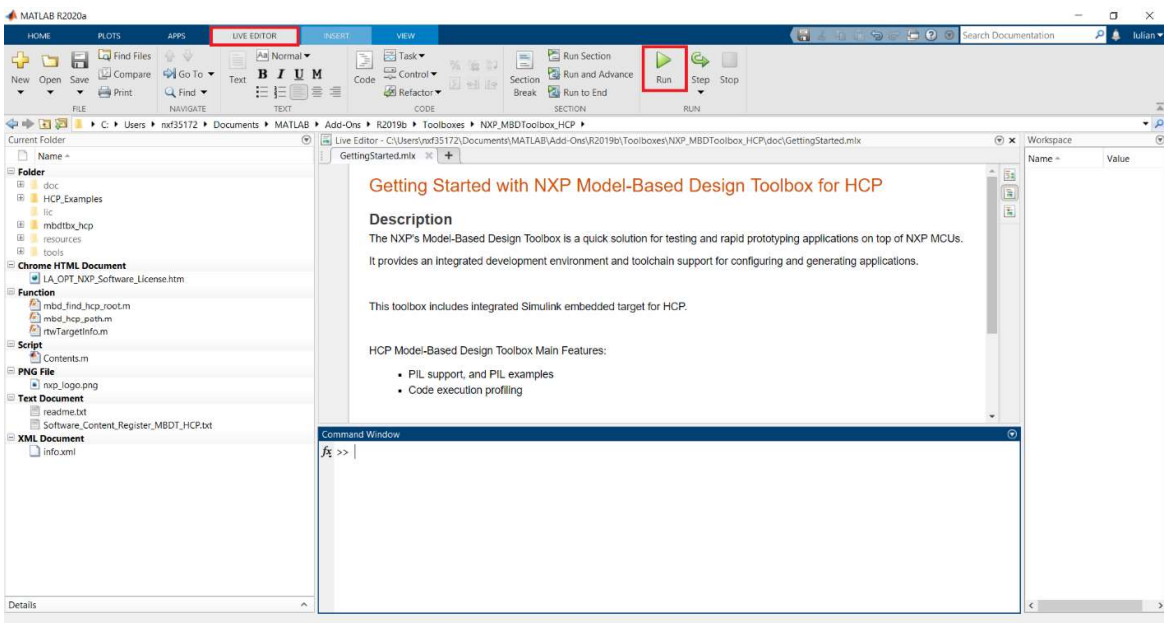 MATLAB R2020a
HOME PLOTS APPS LIVE EDITOR INSERT VIEW
Search Documentation
Iulian
New Open Save
Find Files
Compare
Print
FILE
Go To
Find
NAVIGATE
Text
Aa Normal
B I U M
TEXT
Code
Task
Control
Refactor
CODE
Section Break
Run Section
Run and Advance
Run to End
SECTION
Run Step Stop
RUN
C: Users nxf35172 Documents MATLAB Add-Ons R2019b Toolboxes NXP_MBDToolbox_HCP
Current Folder
Name
Folder
doc
HCP_Examples
lic
mbdtbx_hcp
resources
tools
Chrome HTML Document
LA_OPT_NXP_Software_License.htm
Function
mbd_find_hcp_root.m
mbd_hcp_path.m
rtwTargetInfo.m
Script
Contents.m
PNG File
nxp_logo.png
Text Document
readme.txt
Software_Content_Register_MBDT_HCP.txt
XML Document
info.xml
Details
Live Editor - C:\Users\nxf35172\Documents\MATLAB\Add-Ons\R2019b\Toolboxes\NXP_MBDToolbox_HCP\doc\GettingStarted.mlx
GettingStarted.mlx
Getting Started with NXP Model-Based Design Toolbox for HCP
Description
The NXP's Model-Based Design Toolbox is a quick solution for testing and rapid prototyping applications on top of NXP MCUs.
It provides an integrated development environment and toolchain support for configuring and generating applications.
This toolbox includes integrated Simulink embedded target for HCP.
HCP Model-Based Design Toolbox Main Features:
• PIL support, and PIL examples
• Code execution profiling
Command Window
fx >>
Workspace
Name Value